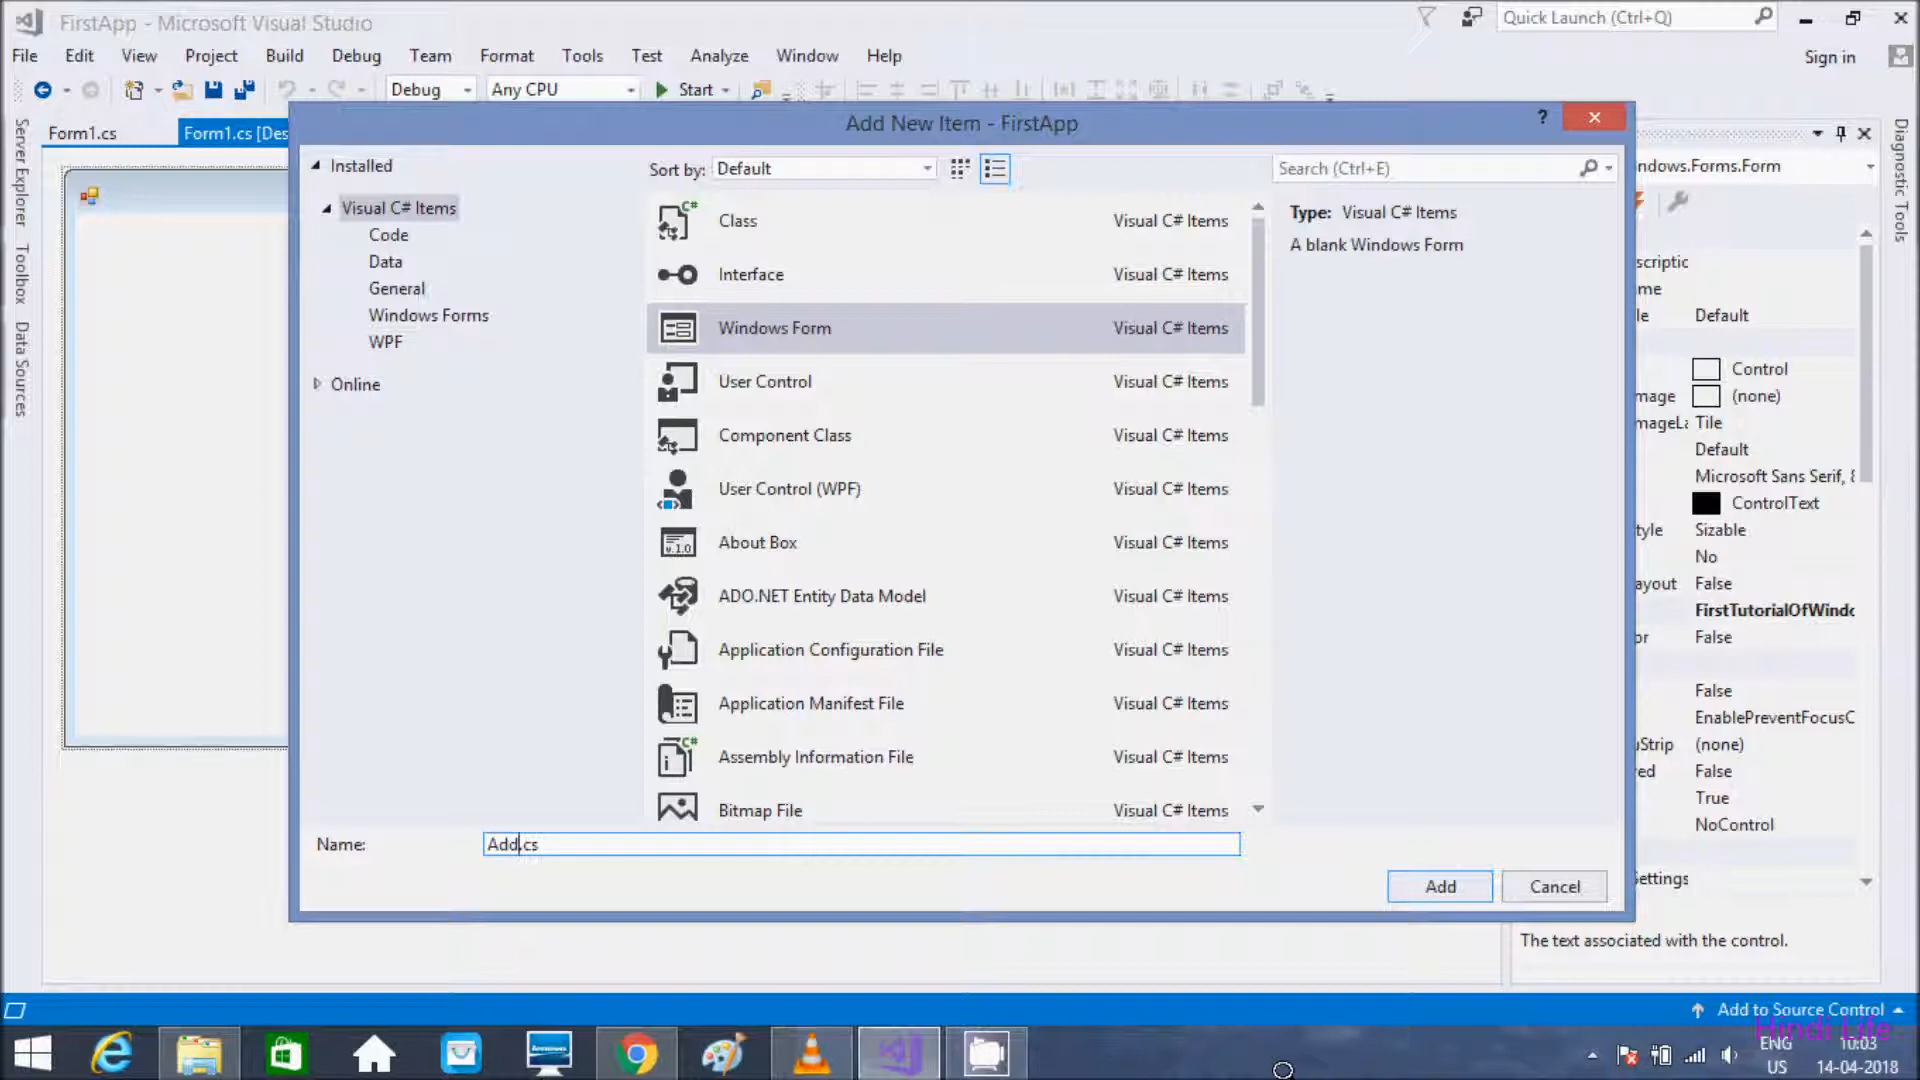 FirstApp - Microsoft Visual Studio
Quick Launch (Ctrl+Q)
File Edit View Project Build Debug Team Format Tools Test Analyze Window Help
Sign in
Debug Any CPU Start
Form1.cs
Form1.cs [Des
Server Explorer
Toolbox
Data Sources
Diagnostic Tools
Add New Item - FirstApp
?
Installed
Visual C# Items
Code
Data
General
Windows Forms
WPF
Online
Sort by: Default
Search (Ctrl+E)
Class Visual C# Items
Interface Visual C# Items
Windows Form Visual C# Items
User Control Visual C# Items
Component Class Visual C# Items
User Control (WPF) Visual C# Items
About Box Visual C# Items
ADO.NET Entity Data Model Visual C# Items
Application Configuration File Visual C# Items
Application Manifest File Visual C# Items
Assembly Information File Visual C# Items
Bitmap File Visual C# Items
Type: Visual C# Items
A blank Windows Form
Name: Add.cs
Add Cancel
ndows.Forms.Form
scriptic
me
le Default
Control
mage (none)
mageLa Tile
Default
Microsoft Sans Serif, 8
ControlText
tyle Sizable
No
ayout False
FirstTutorialOfWindo
or False
False
EnablePreventFocusC
uStrip (none)
red False
True
NoControl
Settings
The text associated with the control.
Add to Source Control
Hindi Life
ENG
US
10:03
14-04-2018